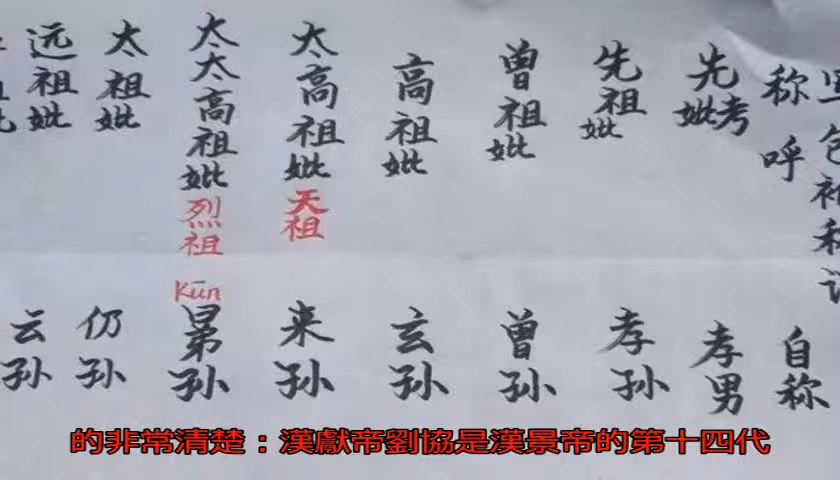 称呼
自称
先考妣
孝男
先祖妣
孝孙
曾祖妣
曾孙
高祖妣
玄孙
太高祖妣
天祖
来孙
太太高祖妣
烈祖
Kūn
晜孙
太祖妣
仍孙
远祖妣
云孙
的非常清楚：漢獻帝劉協是漢景帝的第十四代